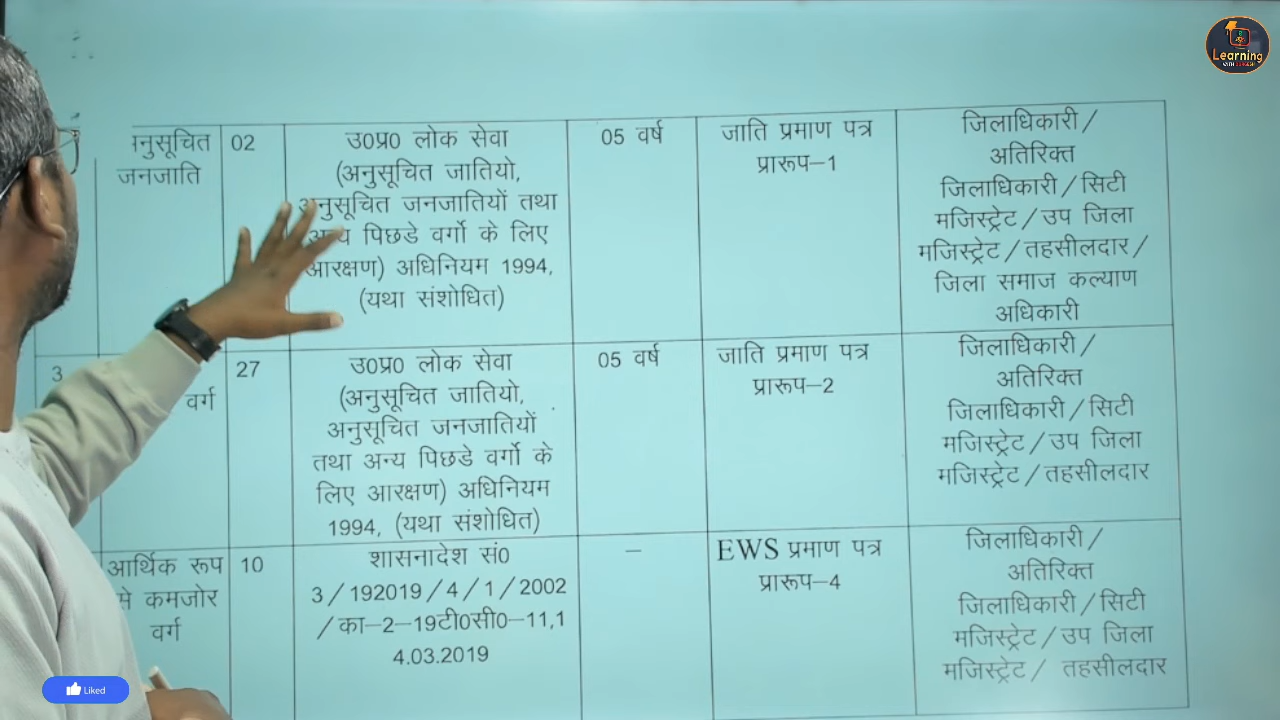 Learning
WITH
जनजाति
02
उ0प्र0 लोक सेवा
(अनुसूचित जातियो,
अनुसूचित जनजातियों तथा
अन्य पिछडे वर्गो के लिए
आरक्षण) अधिनियम 1994,
(यथा संशोधित)
05 वर्ष
जाति प्रमाण पत्र
प्रारूप–1
जिलाधिकारी/
अतिरिक्त
जिलाधिकारी/सिटी
मजिस्ट्रेट/उप जिला
मजिस्ट्रेट/तहसीलदार/
जिला समाज कल्याण
अधिकारी
3
वर्ग
27
उ0प्र0 लोक सेवा
(अनुसूचित जातियो,
अनुसूचित जनजातियों
तथा अन्य पिछडे वर्गो के
लिए आरक्षण) अधिनियम
1994, (यथा संशोधित)
05 वर्ष
जाति प्रमाण पत्र
प्रारूप–2
जिलाधिकारी/
अतिरिक्त
जिलाधिकारी/सिटी
मजिस्ट्रेट/उप जिला
मजिस्ट्रेट/तहसीलदार
आर्थिक रूप
से कमजोर
वर्ग
10
शासनादेश सं0
3/192019/4/1/2002
/का–2–19टी0सी0–11,1
4.03.2019
–
EWS प्रमाण पत्र
प्रारूप–4
जिलाधिकारी/
अतिरिक्त
जिलाधिकारी/सिटी
मजिस्ट्रेट/उप जिला
मजिस्ट्रेट/ तहसीलदार
Liked